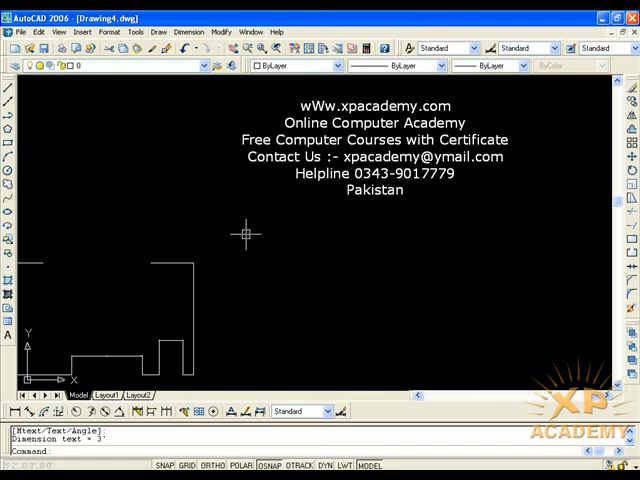 AutoCAD 2006 - [Drawing4.dwg]
File Edit View Insert Format Tools Draw Dimension Modify Window Help
Standard Standard Standard
0 ByLayer ByLayer ByLayer ByColor
wWw.xpacademy.com
Online Computer Academy
Free Computer Courses with Certificate
Contact Us :- xpacademy@ymail.com
Helpline 0343-9017779
Pakistan
Y
X
Model Layout1 Layout2
Standard
XP
ACADEMY
[Mtext/Text/Angle]:
Dimension text = 3'
Command:
SNAP GRID ORTHO POLAR OSNAP OTRACK DYN LWT MODEL